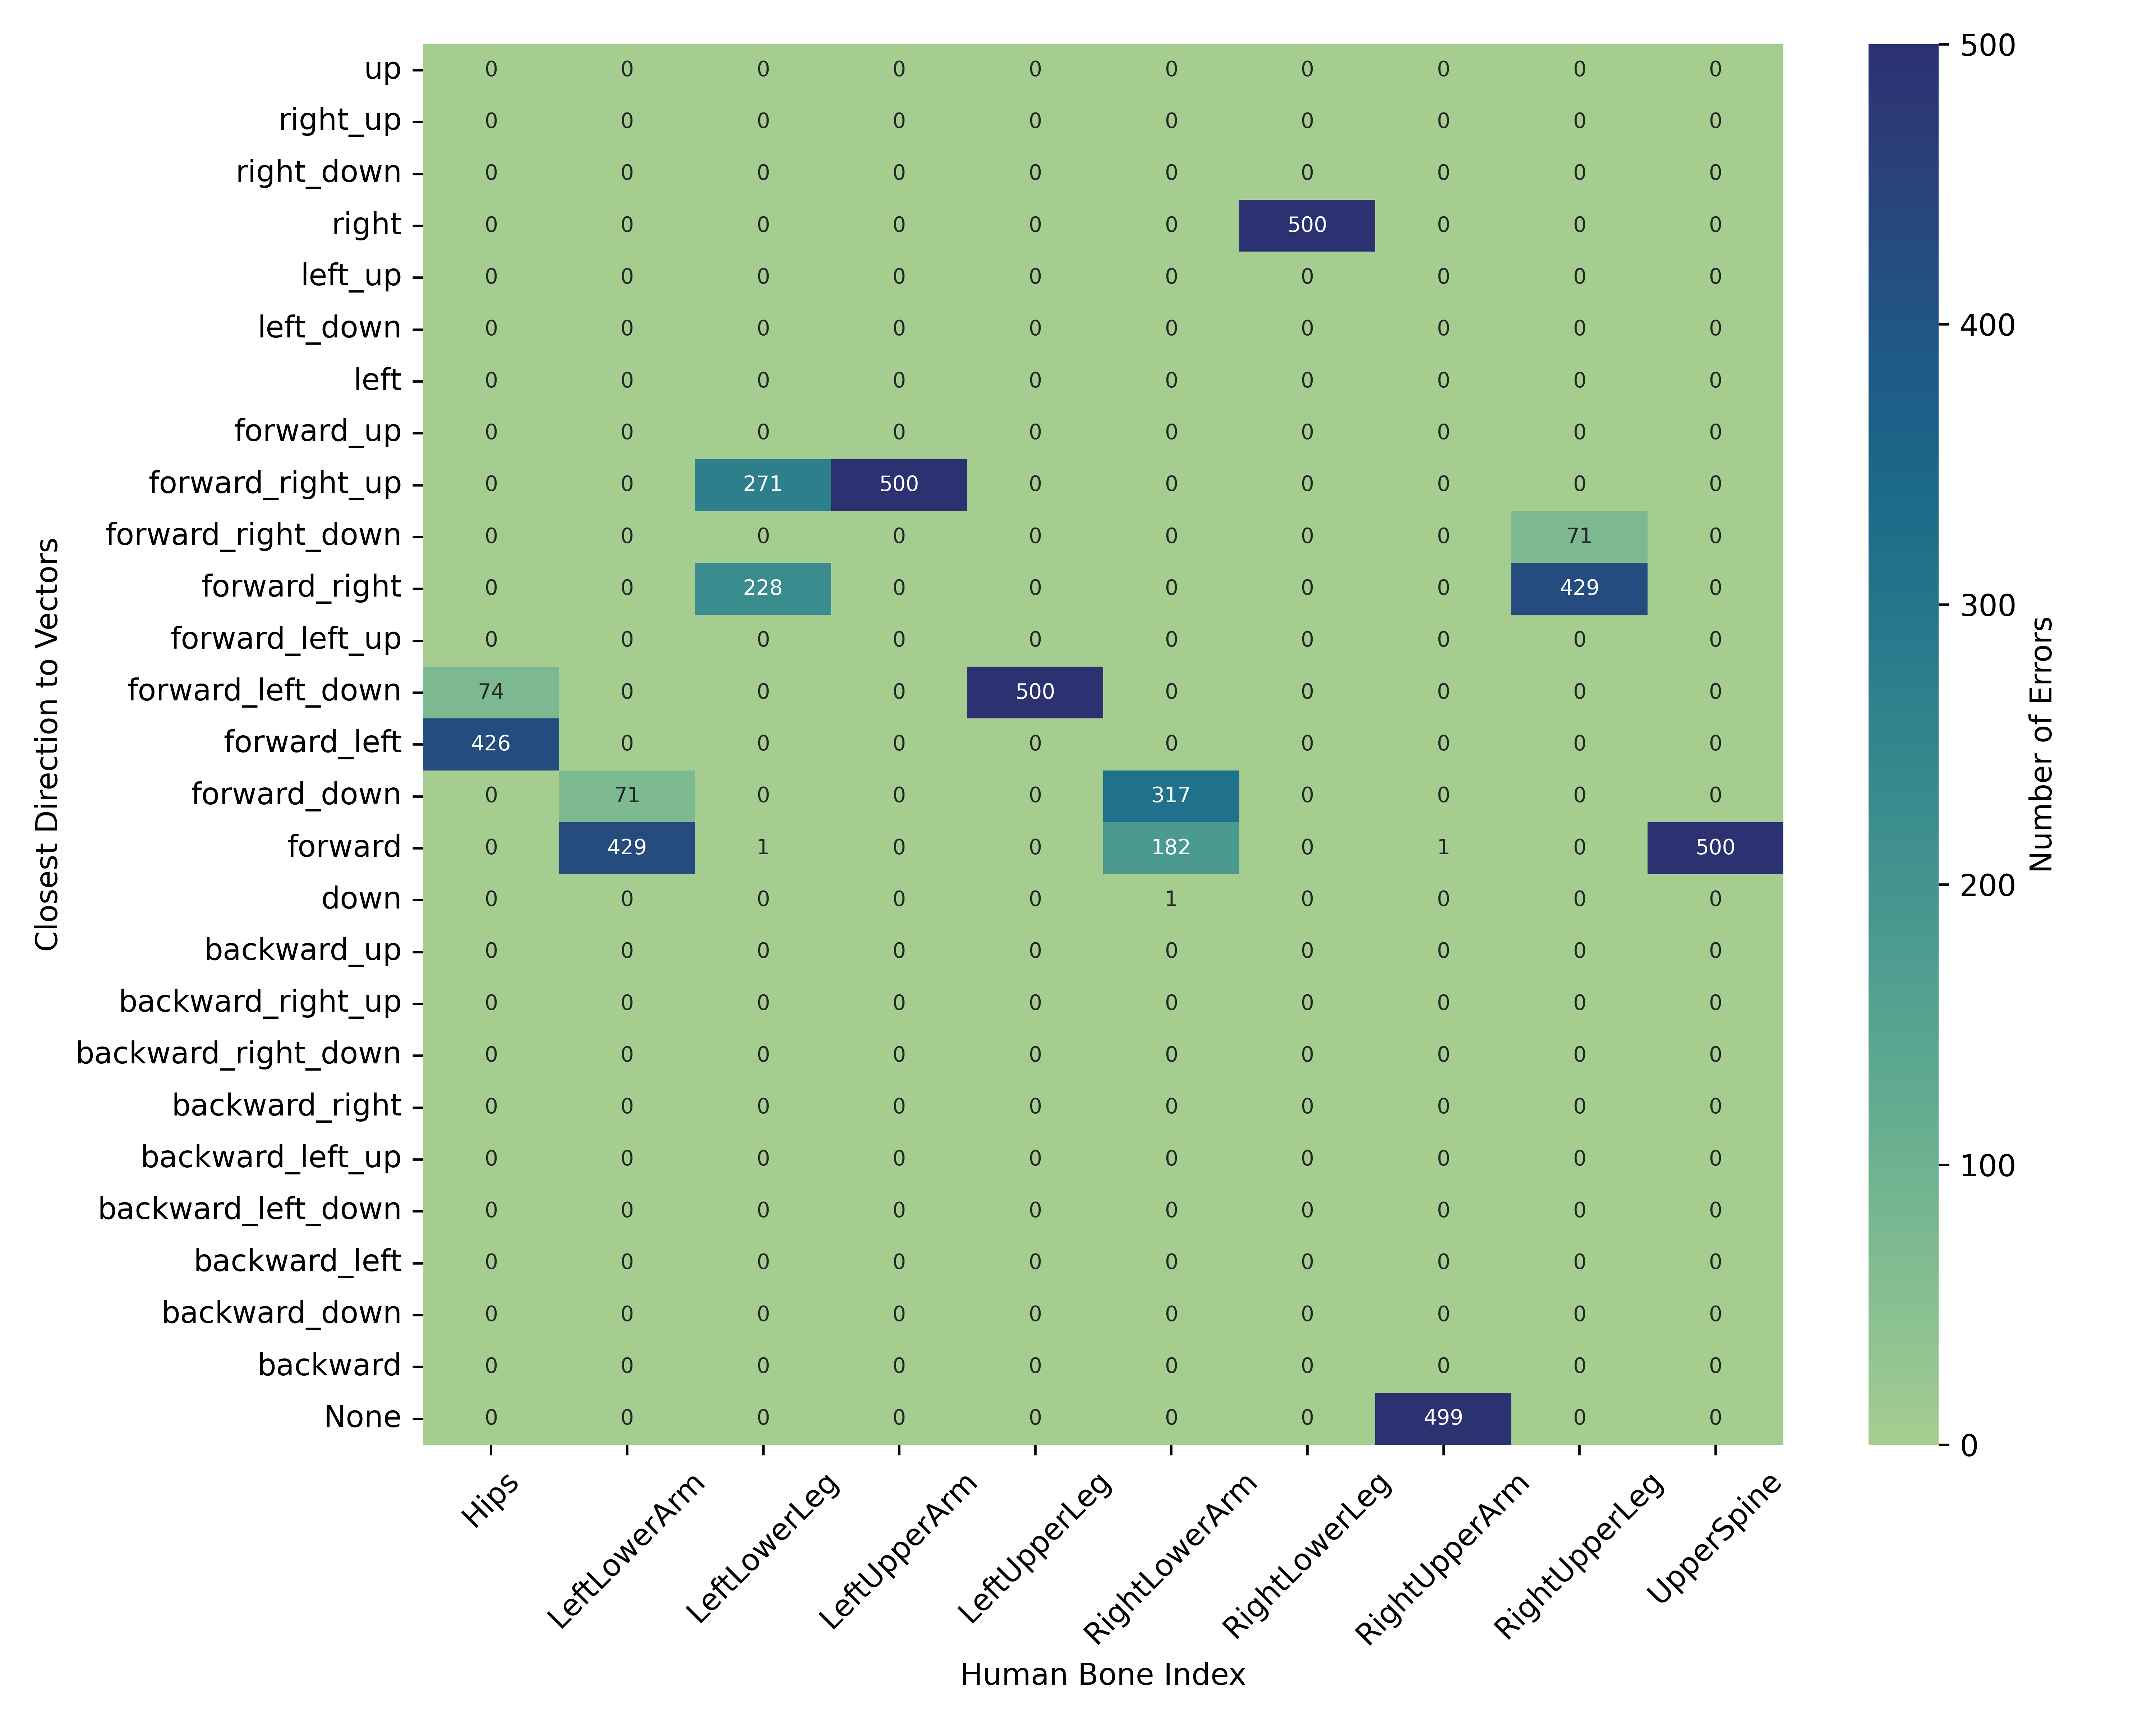 up 0 0 0 0 0 0 0 0 0 0
right_up 0 0 0 0 0 0 0 0 0 0
right_down 0 0 0 0 0 0 0 0 0 0
right 0 0 0 0 0 0 500 0 0 0
left_up 0 0 0 0 0 0 0 0 0 0
left_down 0 0 0 0 0 0 0 0 0 0
left 0 0 0 0 0 0 0 0 0 0
forward_up 0 0 0 0 0 0 0 0 0 0
forward_right_up 0 0 271 500 0 0 0 0 0 0
forward_right_down 0 0 0 0 0 0 0 0 71 0
forward_right 0 0 228 0 0 0 0 0 429 0
forward_left_up 0 0 0 0 0 0 0 0 0 0
forward_left_down 74 0 0 0 500 0 0 0 0 0
forward_left 426 0 0 0 0 0 0 0 0 0
forward_down 0 71 0 0 0 317 0 0 0 0
forward 0 429 1 0 0 182 0 1 0 500
down 0 0 0 0 0 1 0 0 0 0
backward_up 0 0 0 0 0 0 0 0 0 0
backward_right_up 0 0 0 0 0 0 0 0 0 0
backward_right_down 0 0 0 0 0 0 0 0 0 0
backward_right 0 0 0 0 0 0 0 0 0 0
backward_left_up 0 0 0 0 0 0 0 0 0 0
backward_left_down 0 0 0 0 0 0 0 0 0 0
backward_left 0 0 0 0 0 0 0 0 0 0
backward_down 0 0 0 0 0 0 0 0 0 0
backward 0 0 0 0 0 0 0 0 0 0
None 0 0 0 0 0 0 0 499 0 0
Hips
LeftLowerArm
LeftLowerLeg
LeftUpperArm
LeftUpperLeg
RightLowerArm
RightLowerLeg
RightUpperArm
RightUpperLeg
UpperSpine
Human Bone Index
Closest Direction to Vectors
500
400
300
200
100
0
Number of Errors